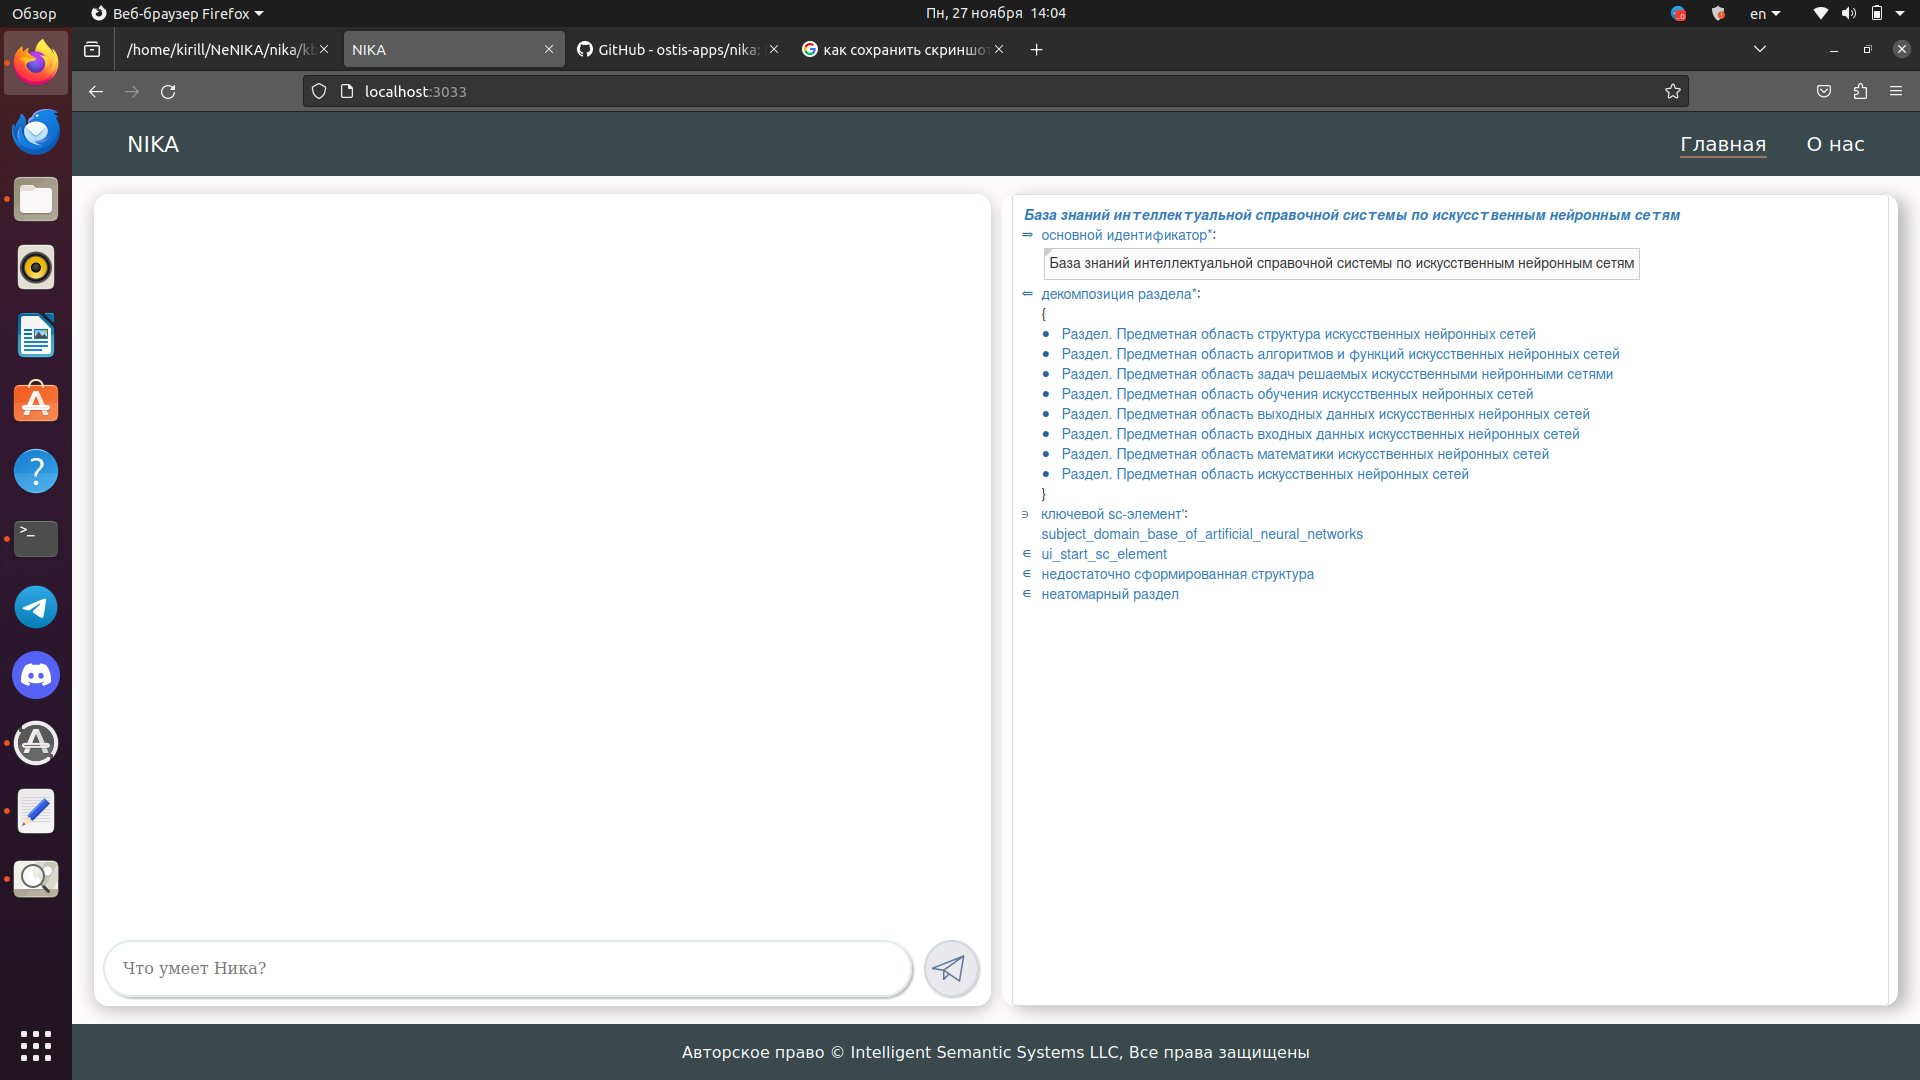 Обзор
Веб-браузер Firefox
Пн, 27 ноября 14:04
en
/home/kirill/NeNIKA/nika/kb
NIKA
GitHub - ostis-apps/nika:
как сохранить скриншот
localhost:3033
NIKA
Главная
О нас
База знаний интеллектуальной справочной системы по искусственным нейронным сетям
⇒ основной идентификатор*:
База знаний интеллектуальной справочной системы по искусственным нейронным сетям
⇐ декомпозиция раздела*:
{
• Раздел. Предметная область структура искусственных нейронных сетей
• Раздел. Предметная область алгоритмов и функций искусственных нейронных сетей
• Раздел. Предметная область задач решаемых искусственными нейронными сетями
• Раздел. Предметная область обучения искусственных нейронных сетей
• Раздел. Предметная область выходных данных искусственных нейронных сетей
• Раздел. Предметная область входных данных искусственных нейронных сетей
• Раздел. Предметная область математики искусственных нейронных сетей
• Раздел. Предметная область искусственных нейронных сетей
}
∋ ключевой sc-элемент':
subject_domain_base_of_artificial_neural_networks
∈ ui_start_sc_element
∈ недостаточно сформированная структура
∈ неатомарный раздел
Что умеет Ника?
Авторское право © Intelligent Semantic Systems LLC, Все права защищены